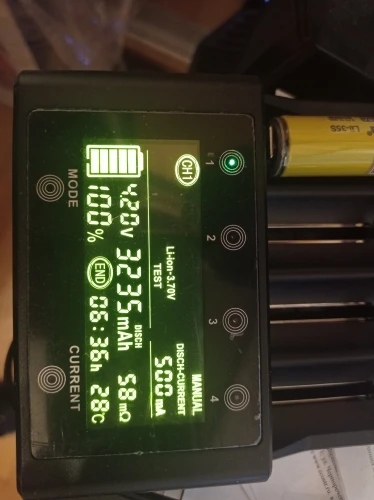 1 2 3 4
MANUAL
CH1 Li-ion-3.70V DISCH-CURRENT
TEST 500mA
DISCH
4.20V 3235mAh 58mΩ
100% END 06:36h 28C
MODE CURRENT